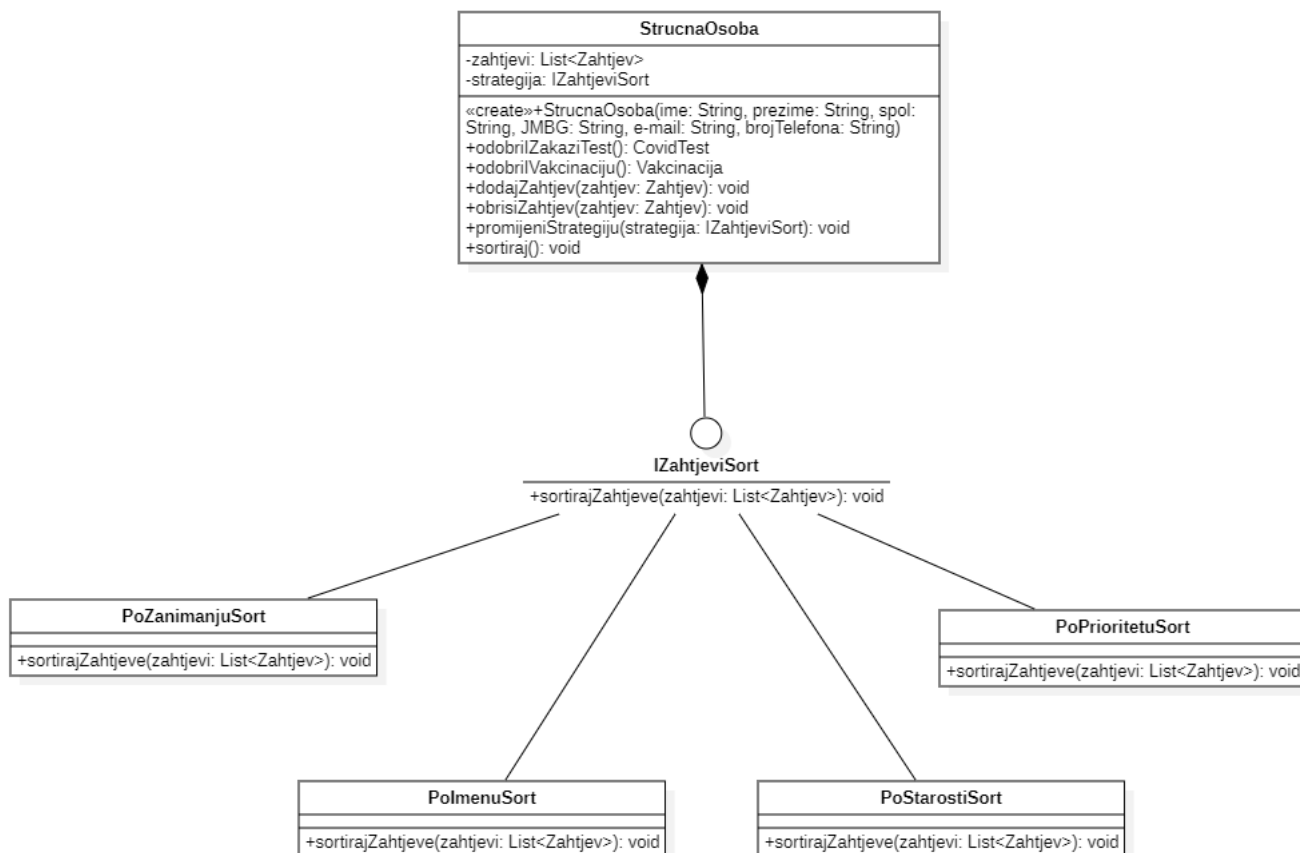 StrucnaOsoba
-zahtjevi: List<Zahtjev>
-strategija: IZahtjeviSort
«create»+StrucnaOsoba(ime: String, prezime: String, spol:
String, JMBG: String, e-mail: String, brojTelefona: String)
+odobriIZakaziTest(): CovidTest
+odobriIVakcinaciju(): Vakcinacija
+dodajZahtjev(zahtjev: Zahtjev): void
+obrisiZahtjev(zahtjev: Zahtjev): void
+promijeniStrategiju(strategija: IZahtjeviSort): void
+sortiraj(): void
IZahtjeviSort
+sortirajZahtjeve(zahtjevi: List<Zahtjev>): void
PoZanimanjuSort
+sortirajZahtjeve(zahtjevi: List<Zahtjev>): void
PoPrioritetuSort
+sortirajZahtjeve(zahtjevi: List<Zahtjev>): void
PoImenuSort
+sortirajZahtjeve(zahtjevi: List<Zahtjev>): void
PoStarostiSort
+sortirajZahtjeve(zahtjevi: List<Zahtjev>): void